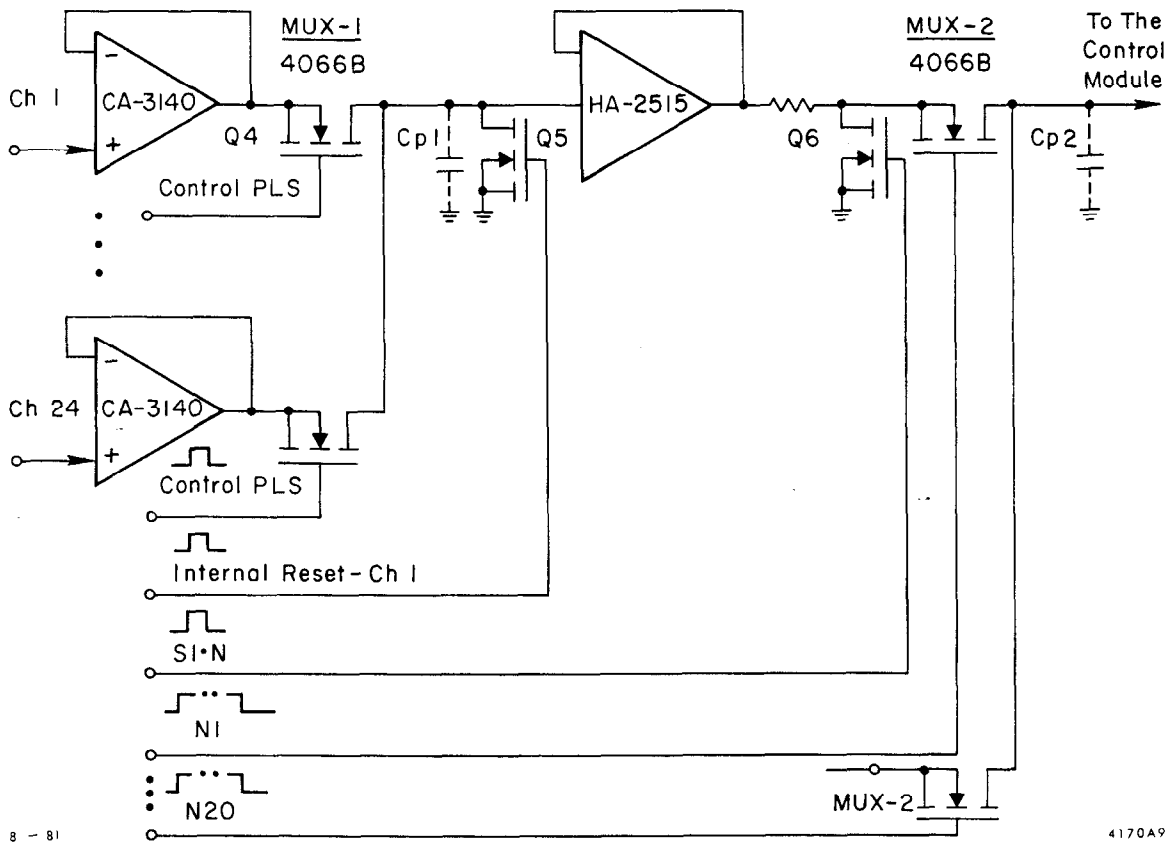 MUX-1
4066B
MUX-2
4066B
To The
Control
Module
Ch 1
−
CA-3140
+
Q4
Cp1
Q5
HA-2515
Q6
Cp2
Control PLS
−
Ch 24
CA-3140
+
Control PLS
Internal Reset-Ch 1
S1•N
N1
N20
MUX-2
8 - 81
4170A9